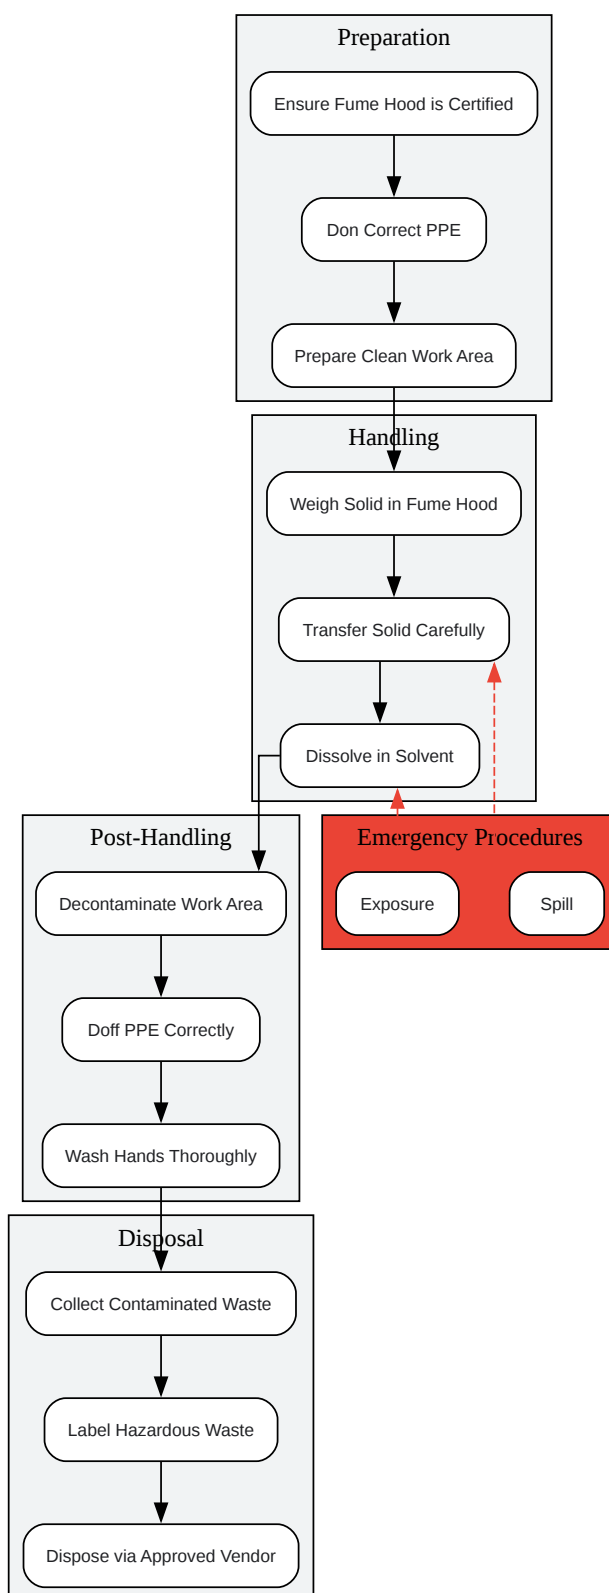 Preparation
Ensure Fume Hood is Certified
Don Correct PPE
Prepare Clean Work Area
Handling
Weigh Solid in Fume Hood
Transfer Solid Carefully
Dissolve in Solvent
Post-Handling
Decontaminate Work Area
Doff PPE Correctly
Wash Hands Thoroughly
Emergency Procedures
Exposure
Spill
Disposal
Collect Contaminated Waste
Label Hazardous Waste
Dispose via Approved Vendor